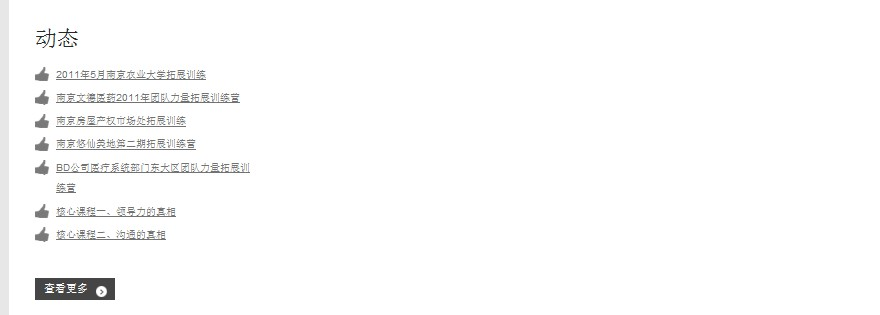 动态
2011年5月南京农业大学拓展训练
南京文德医药2011年团队力量拓展训练营
南京房屋产权市场处拓展训练
南京悠仙美地第二期拓展训练营
BD公司医疗系统部门东大区团队力量拓展训
练营
核心课程一、领导力的真相
核心课程二、沟通的真相
查看更多